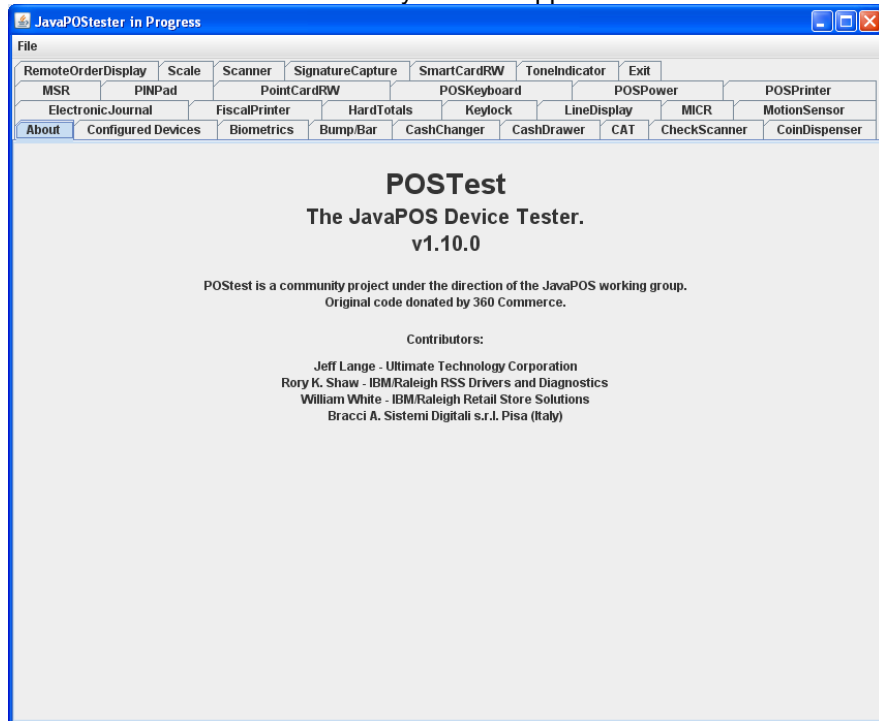 JavaPOStester in Progress
File
RemoteOrderDisplay Scale Scanner SignatureCapture SmartCardRW ToneIndicator Exit
MSR PINPad PointCardRW POSKeyboard POSPower POSPrinter
ElectronicJournal FiscalPrinter HardTotals Keylock LineDisplay MICR MotionSensor
About Configured Devices Biometrics Bump/Bar CashChanger CashDrawer CAT CheckScanner CoinDispenser
POSTest
The JavaPOS Device Tester.
v1.10.0
POStest is a community project under the direction of the JavaPOS working group.
Original code donated by 360 Commerce.
Contributors:
Jeff Lange - Ultimate Technology Corporation
Rory K. Shaw - IBM/Raleigh RSS Drivers and Diagnostics
William White - IBM/Raleigh Retail Store Solutions
Bracci A. Sistemi Digitali s.r.l. Pisa (Italy)